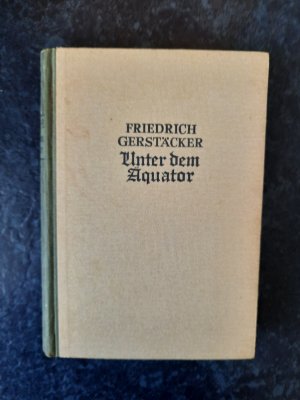 FRIEDRICH
GERSTÄCKER
Unter dem
Äquator